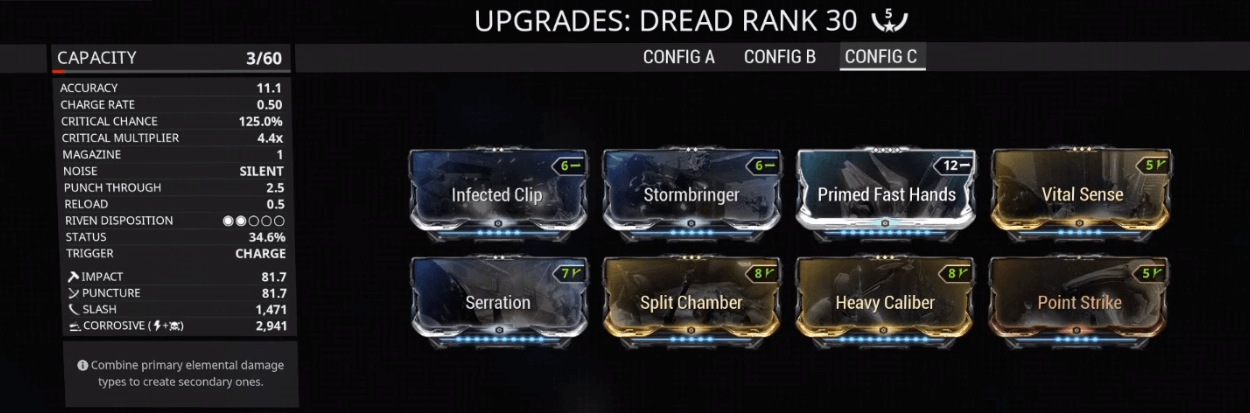 UPGRADES: DREAD RANK 30 5
CAPACITY 3/60
CONFIG A CONFIG B CONFIG C
ACCURACY 11.1
CHARGE RATE 0.50
CRITICAL CHANCE 125.0%
CRITICAL MULTIPLIER 4.4x
MAGAZINE 1
NOISE SILENT
PUNCH THROUGH 2.5
RELOAD 0.5
RIVEN DISPOSITION
STATUS 34.6%
TRIGGER CHARGE
IMPACT 81.7
PUNCTURE 81.7
SLASH 1,471
CORROSIVE ( + ) 2,941
Combine primary elemental damage
types to create secondary ones.
6 6 12 5
Infected Clip Stormbringer Primed Fast Hands Vital Sense
7 8 8 5
Serration Split Chamber Heavy Caliber Point Strike